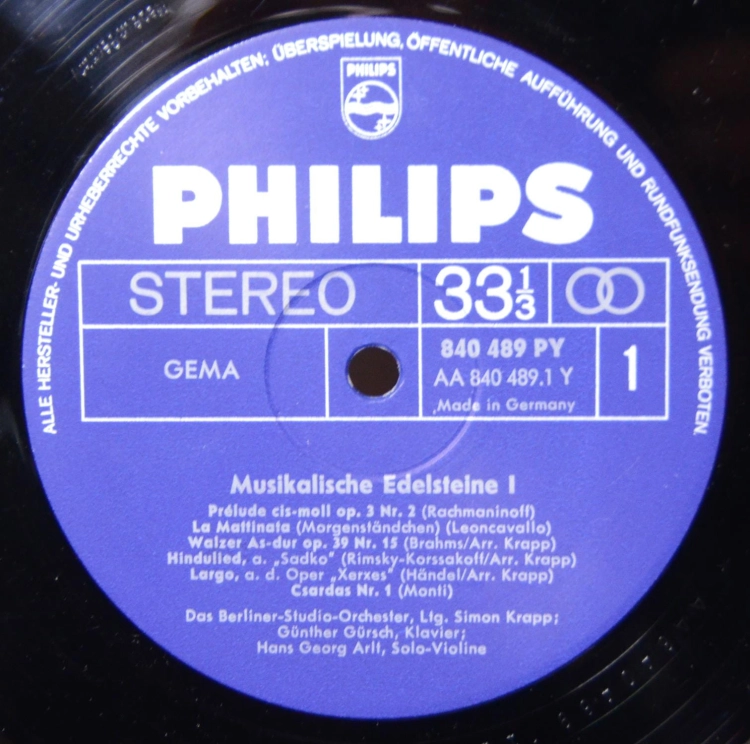 ALLE HERSTELLER- UND URHEBERRECHTE VORBEHALTEN; ÜBERSPIELUNG, ÖFFENTLICHE AUFFÜHRUNG UND RUNDFUNKSENDUNG VERBOTEN.
PHILIPS
PHILIPS
STEREO
33 1/3
GEMA
840 489 PY
AA 840 489.1 Y
Made in Germany
1
Musikalische Edelsteine I
Prélude cis-moll op. 3 Nr. 2 (Rachmaninoff)
La Mattinata (Morgenständchen) (Leoncavallo)
Walzer As-dur op. 39 Nr. 15 (Brahms/Arr. Krapp)
Hindulied, a. „Sadko" (Rimsky-Korssakoff/Arr. Krapp)
Largo, a. d. Oper „Xerxes" (Händel/Arr. Krapp)
Csardas Nr. 1 (Monti)
Das Berliner-Studio-Orchester, Ltg. Simon Krapp;
Günther Gürsch, Klavier;
Hans Georg Arlt, Solo-Violine